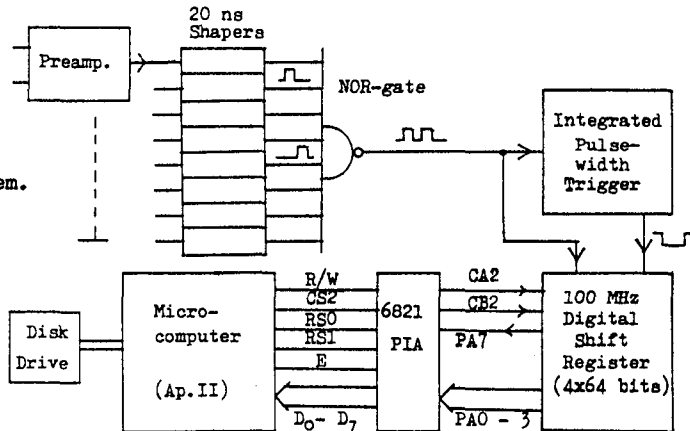 20 ns
Shapers
Preamp.
NOR-gate
Integrated
Pulse-
width
Trigger
em.
R/W
CS2
RS0
RS1
E
D0- D7
6821
PIA
CA2
CB2
PA7
PA0 - 3
100 MHz
Digital
Shift
Register
(4x64 bits)
Micro-
computer
(Ap.II)
Disk
Drive